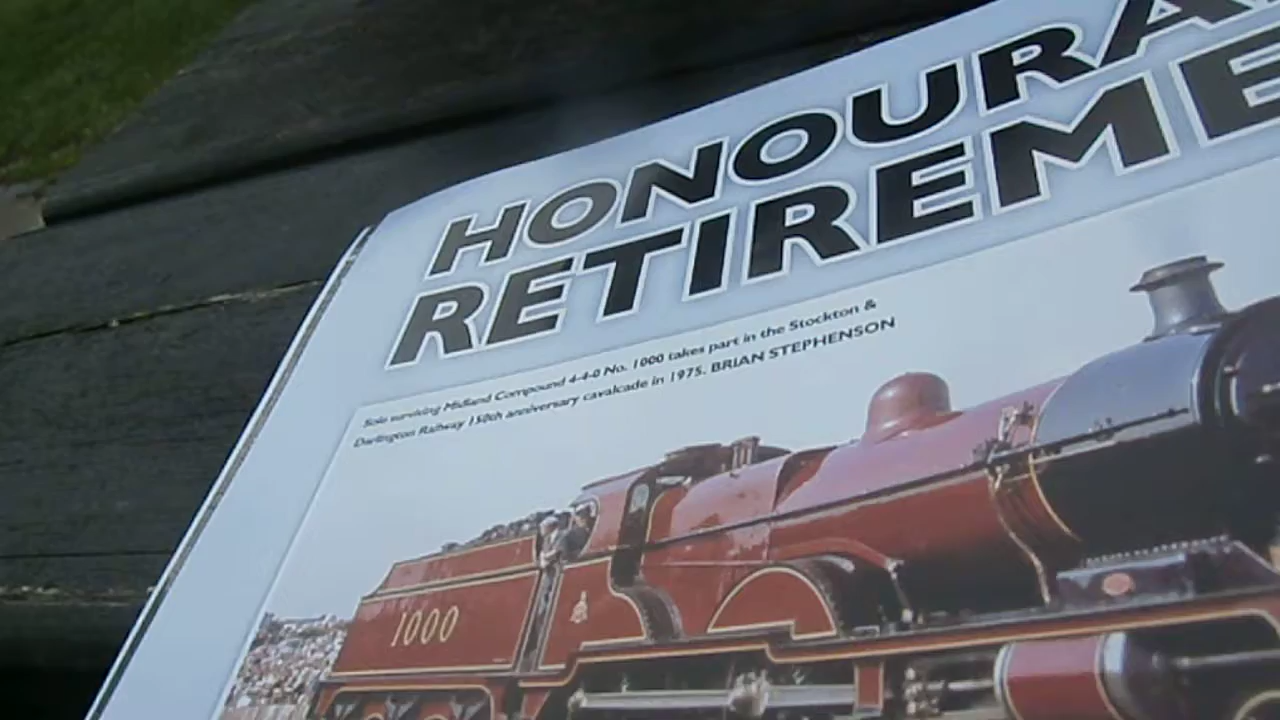 HONOURA
RETIREME
Sole surviving Midland Compound 4-4-0 No. 1000 takes part in the Stockton &
Darlington Railway 150th anniversary cavalcade in 1975. BRIAN STEPHENSON
1000